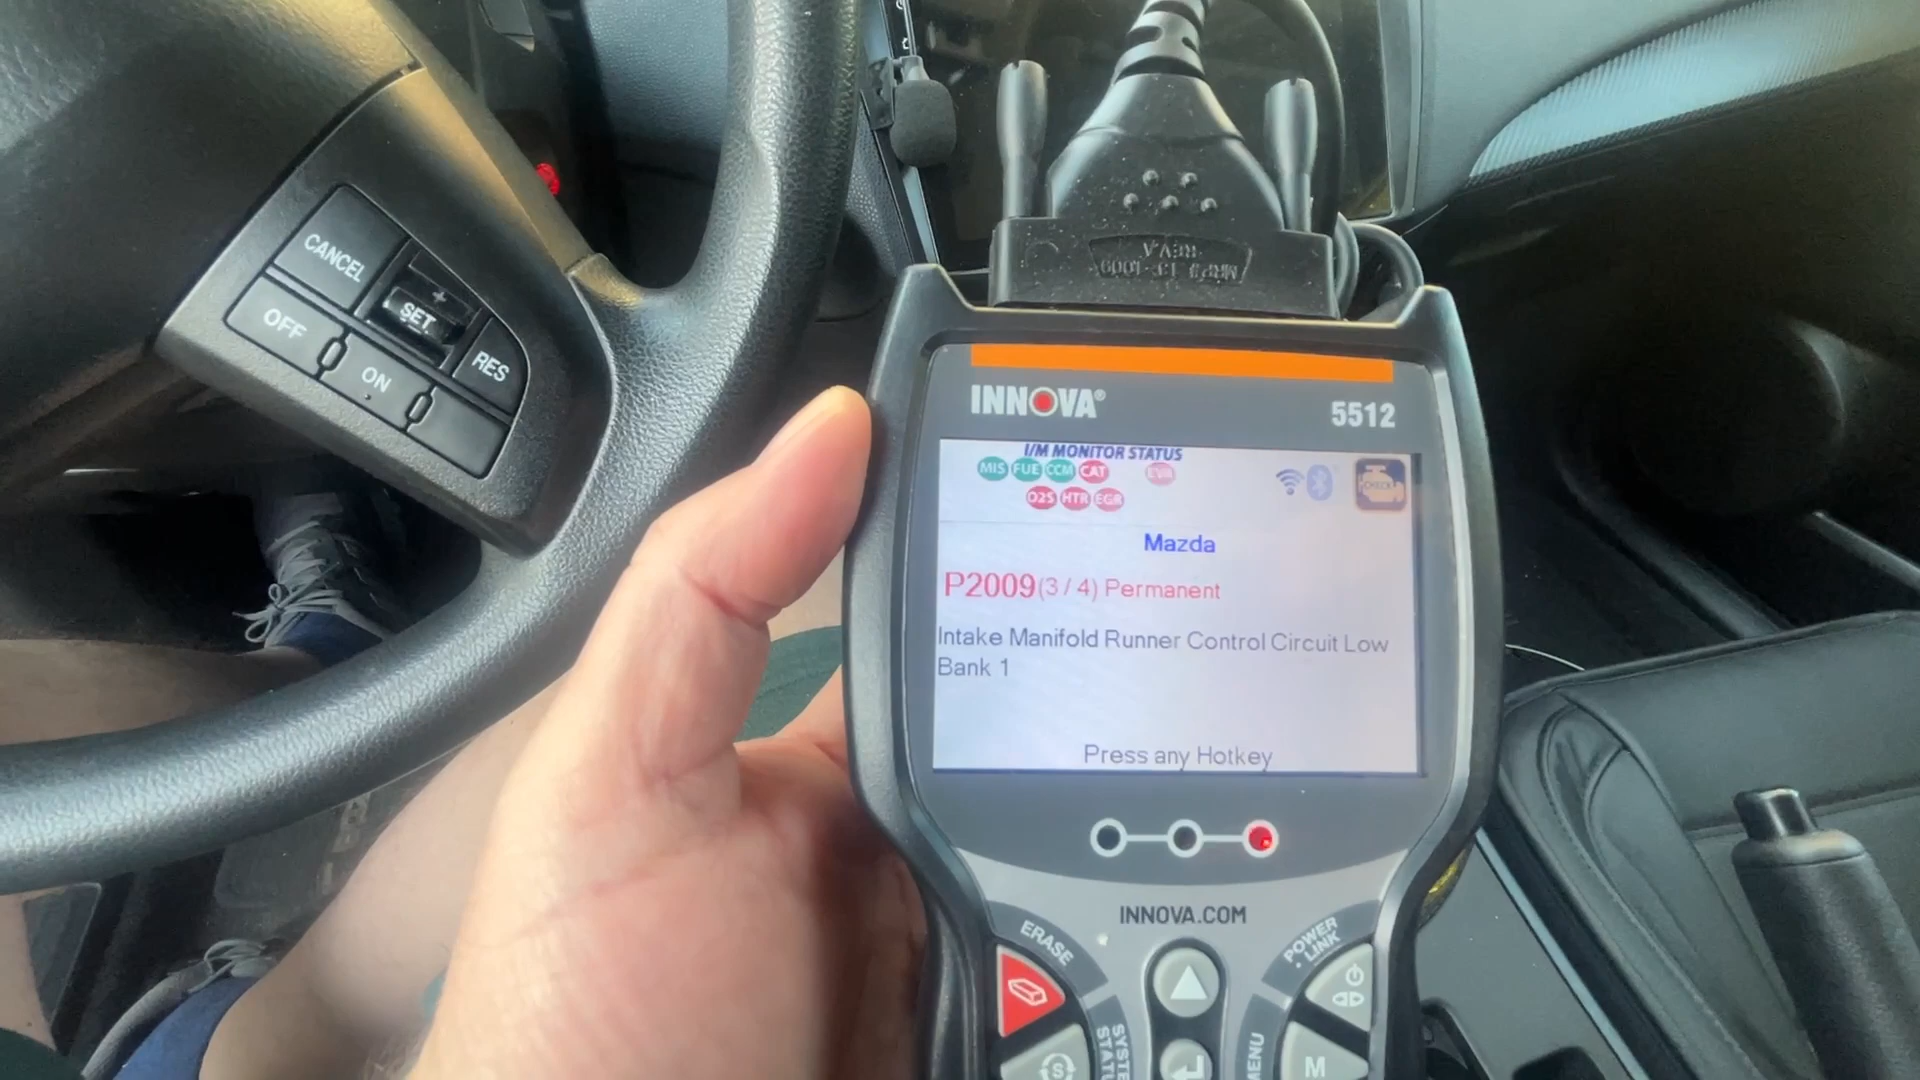 CANCEL
+
SET
OFF
ON
RES
REV.A
INNOVA®
5512
I/M MONITOR STATUS
MIS FUE CCM CAT EVA
O2S HTR EGR
CHECK
Mazda
P2009(3 / 4) Permanent
Intake Manifold Runner Control Circuit Low
Bank 1
Press any Hotkey
INNOVA.COM
ERASE
POWER
LINK
MENU
M
S